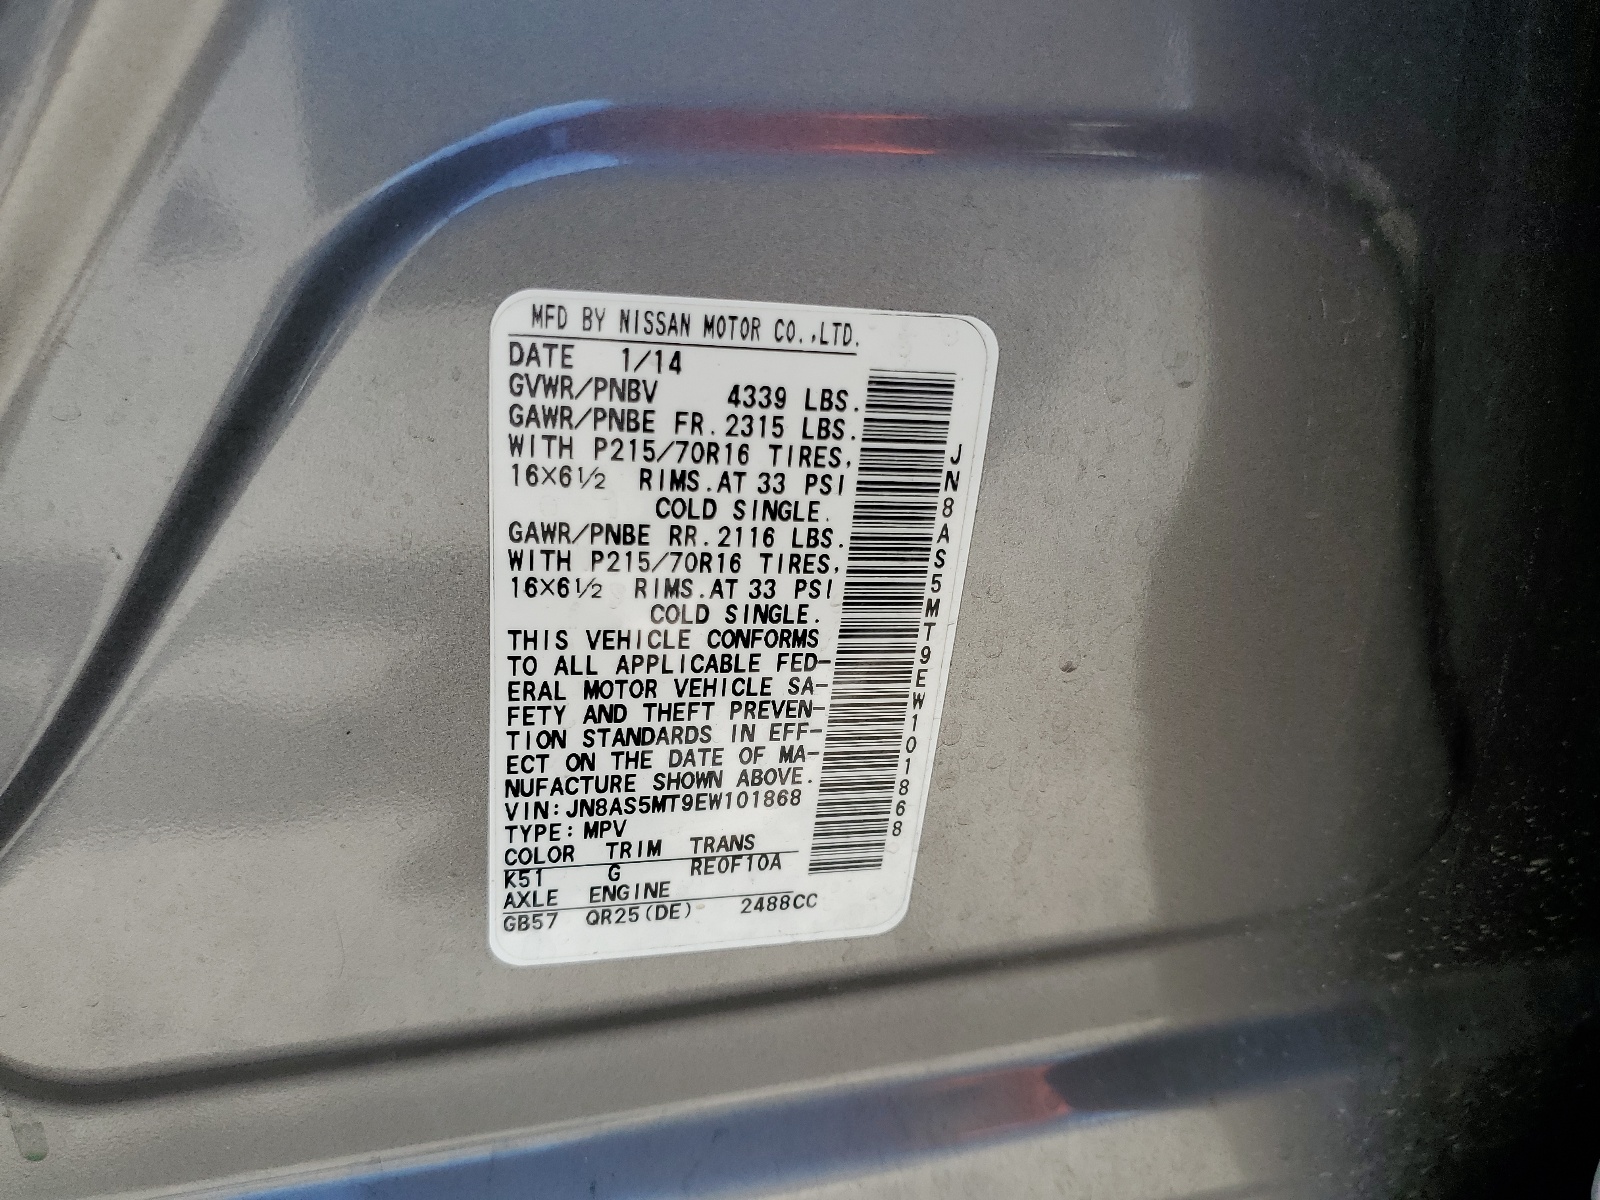 MFD BY NISSAN MOTOR CO.,LTD.
DATE 1/14
GVWR/PNBV 4339 LBS.
GAWR/PNBE FR. 2315 LBS.
WITH P215/70R16 TIRES,
16X6½ RIMS.AT 33 PSI
COLD SINGLE.
GAWR/PNBE RR. 2116 LBS.
WITH P215/70R16 TIRES,
16X6½ RIMS.AT 33 PSI
COLD SINGLE.
THIS VEHICLE CONFORMS
TO ALL APPLICABLE FED-
ERAL MOTOR VEHICLE SA-
FETY AND THEFT PREVEN-
TION STANDARDS IN EFF-
ECT ON THE DATE OF MA-
NUFACTURE SHOWN ABOVE.
VIN:JN8AS5MT9EW101868
TYPE:MPV
COLOR TRIM TRANS
K51 G RE0F10A
AXLE ENGINE
GB57 QR25(DE) 2488CC
JN8AS5MT9EW101868